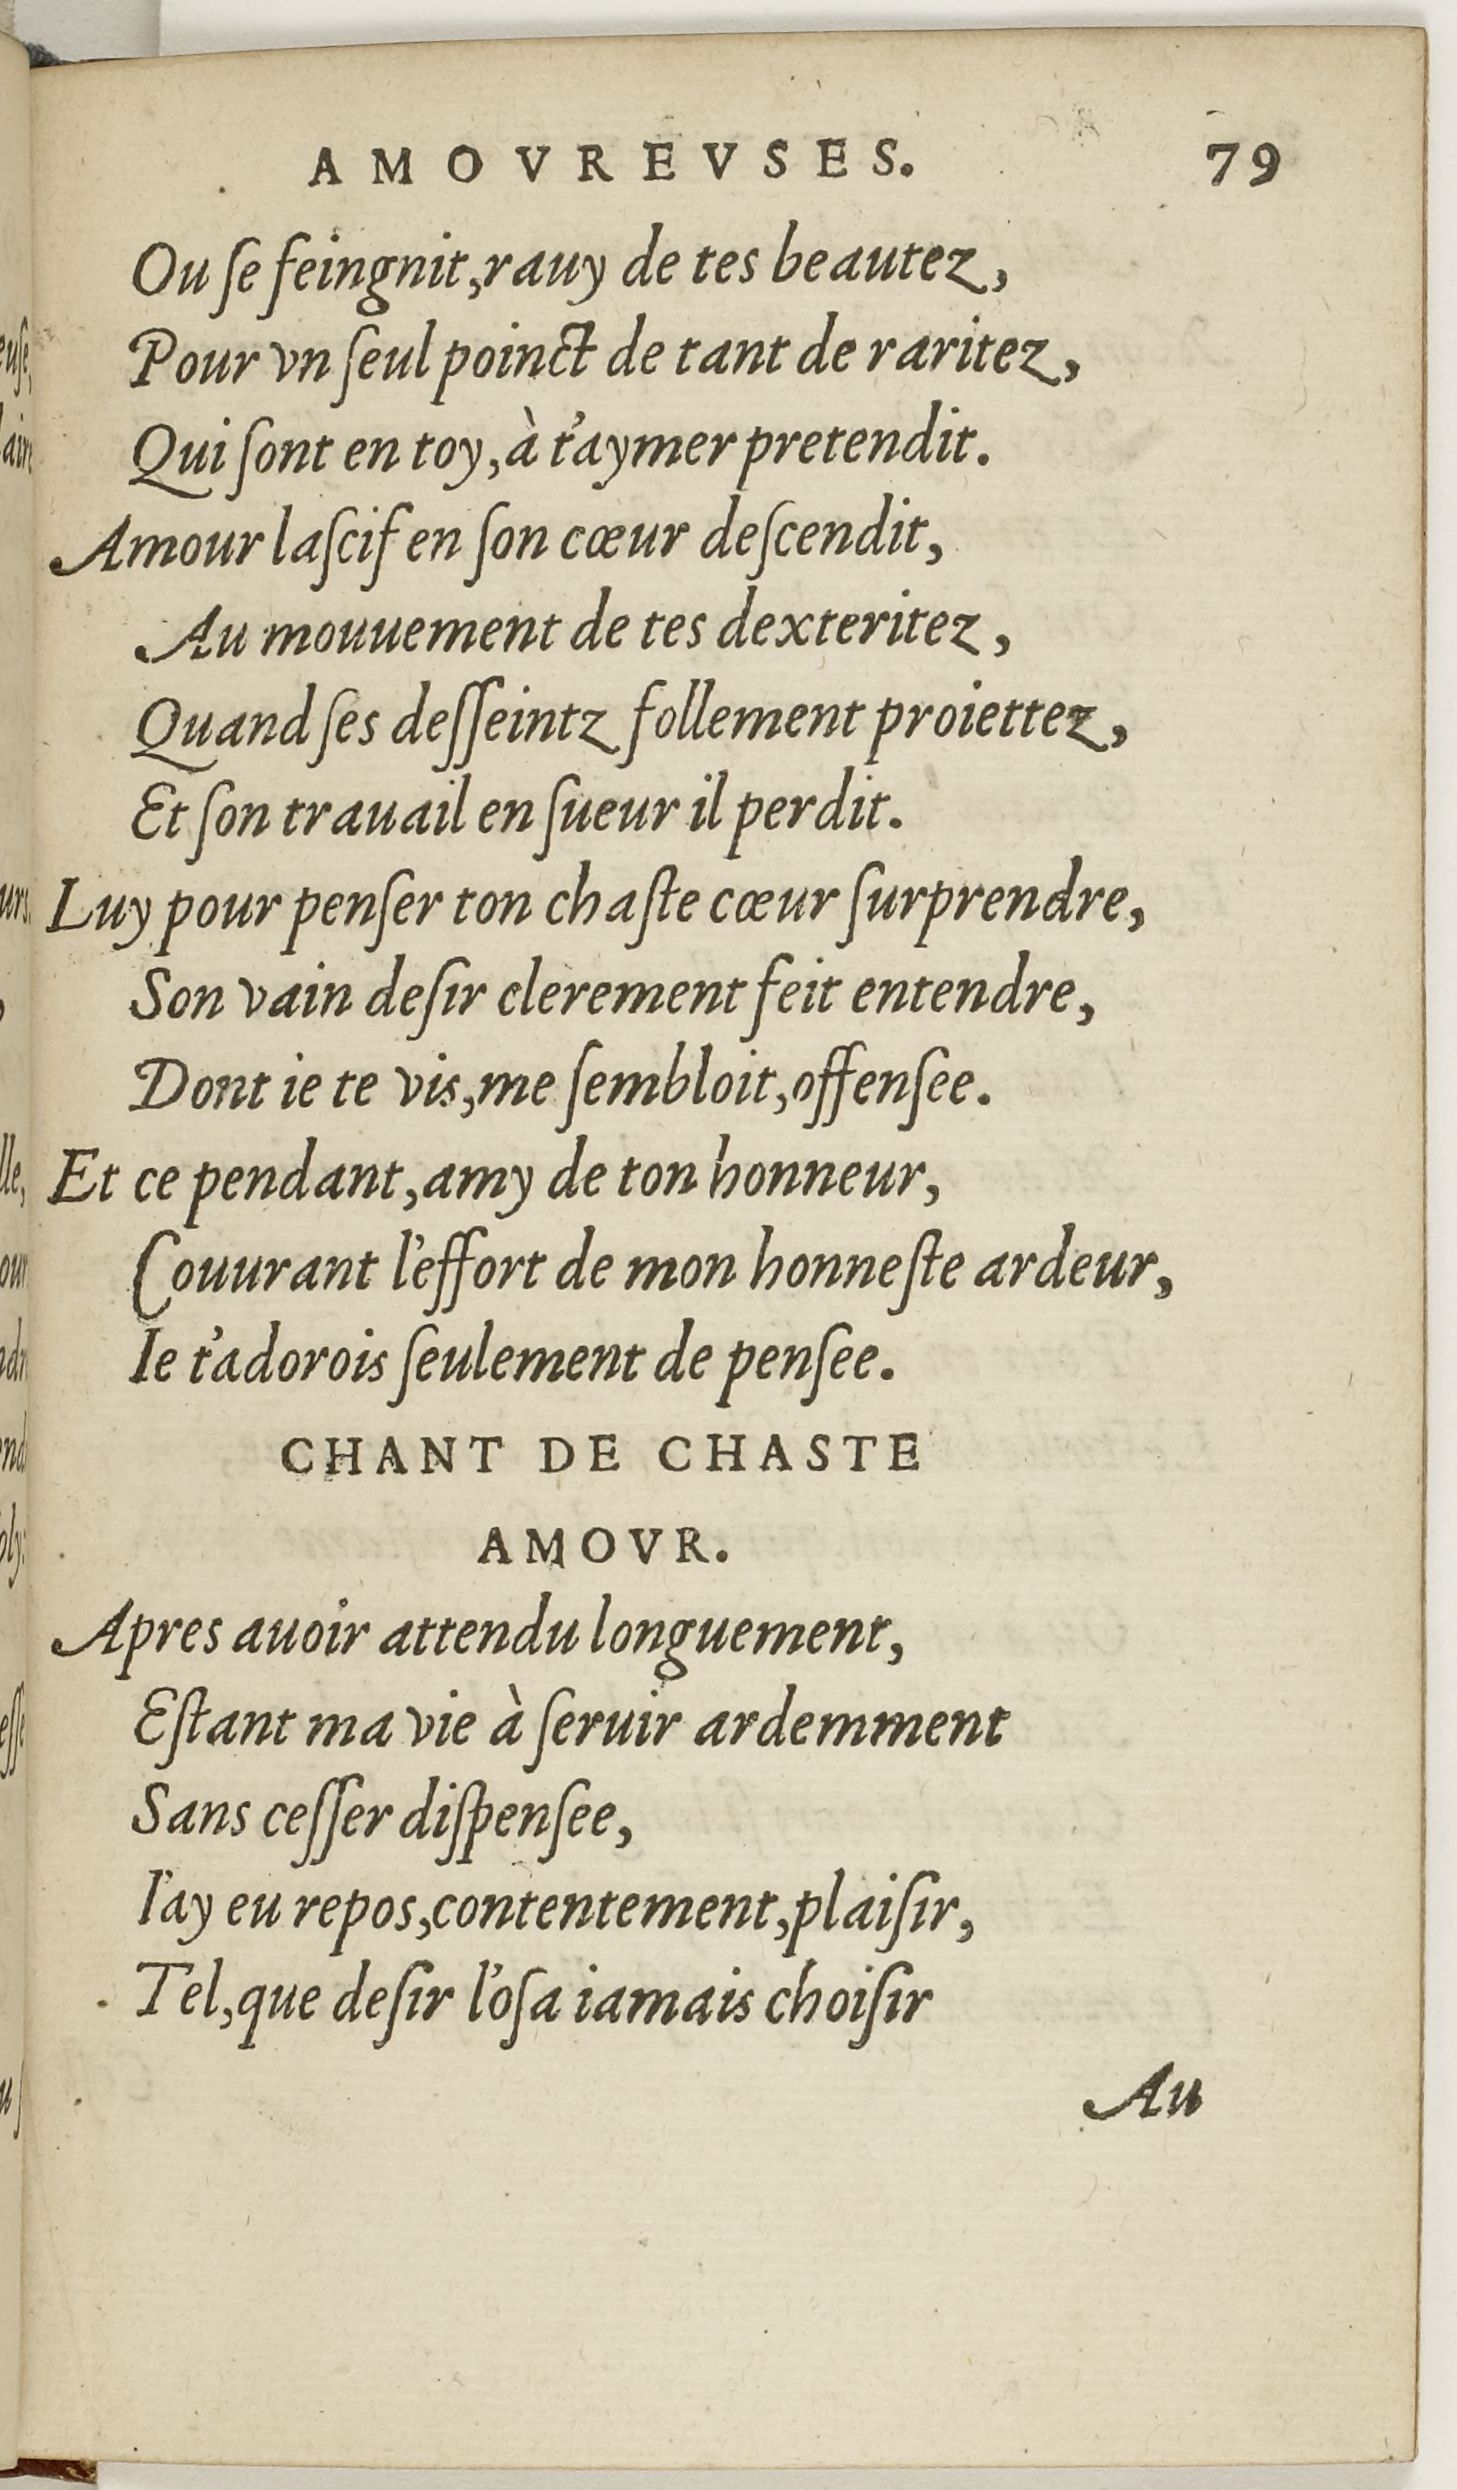 AMOVREVSES. 79
Ou ſe feingnit, rauy de tes beautez,
Pour vn ſeul poinct de tant de raritez,
Qui ſont en toy, à t'aymer pretendit.
Amour laſcif en ſon cœur deſcendit,
Au mouuement de tes dexteritez,
Quand ſes deſſeintz follement proiettez,
Et ſon trauail en ſueur il perdit.
Luy pour penſer ton chaſte cœur ſurprendre,
Son vain deſir clerement feit entendre,
Dont ie te vis, me ſembloit, offenſee.
Et ce pendant, amy de ton honneur,
Couurant l'effort de mon honneſte ardeur,
Ie t'adorois ſeulement de penſee.
CHANT DE CHASTE
AMOVR.
Apres auoir attendu longuement,
Eſtant ma vie à ſeruir ardemment
Sans ceſſer diſpenſee,
I'ay eu repos, contentement, plaiſir,
Tel, que deſir l'oſa iamais choiſir
Au